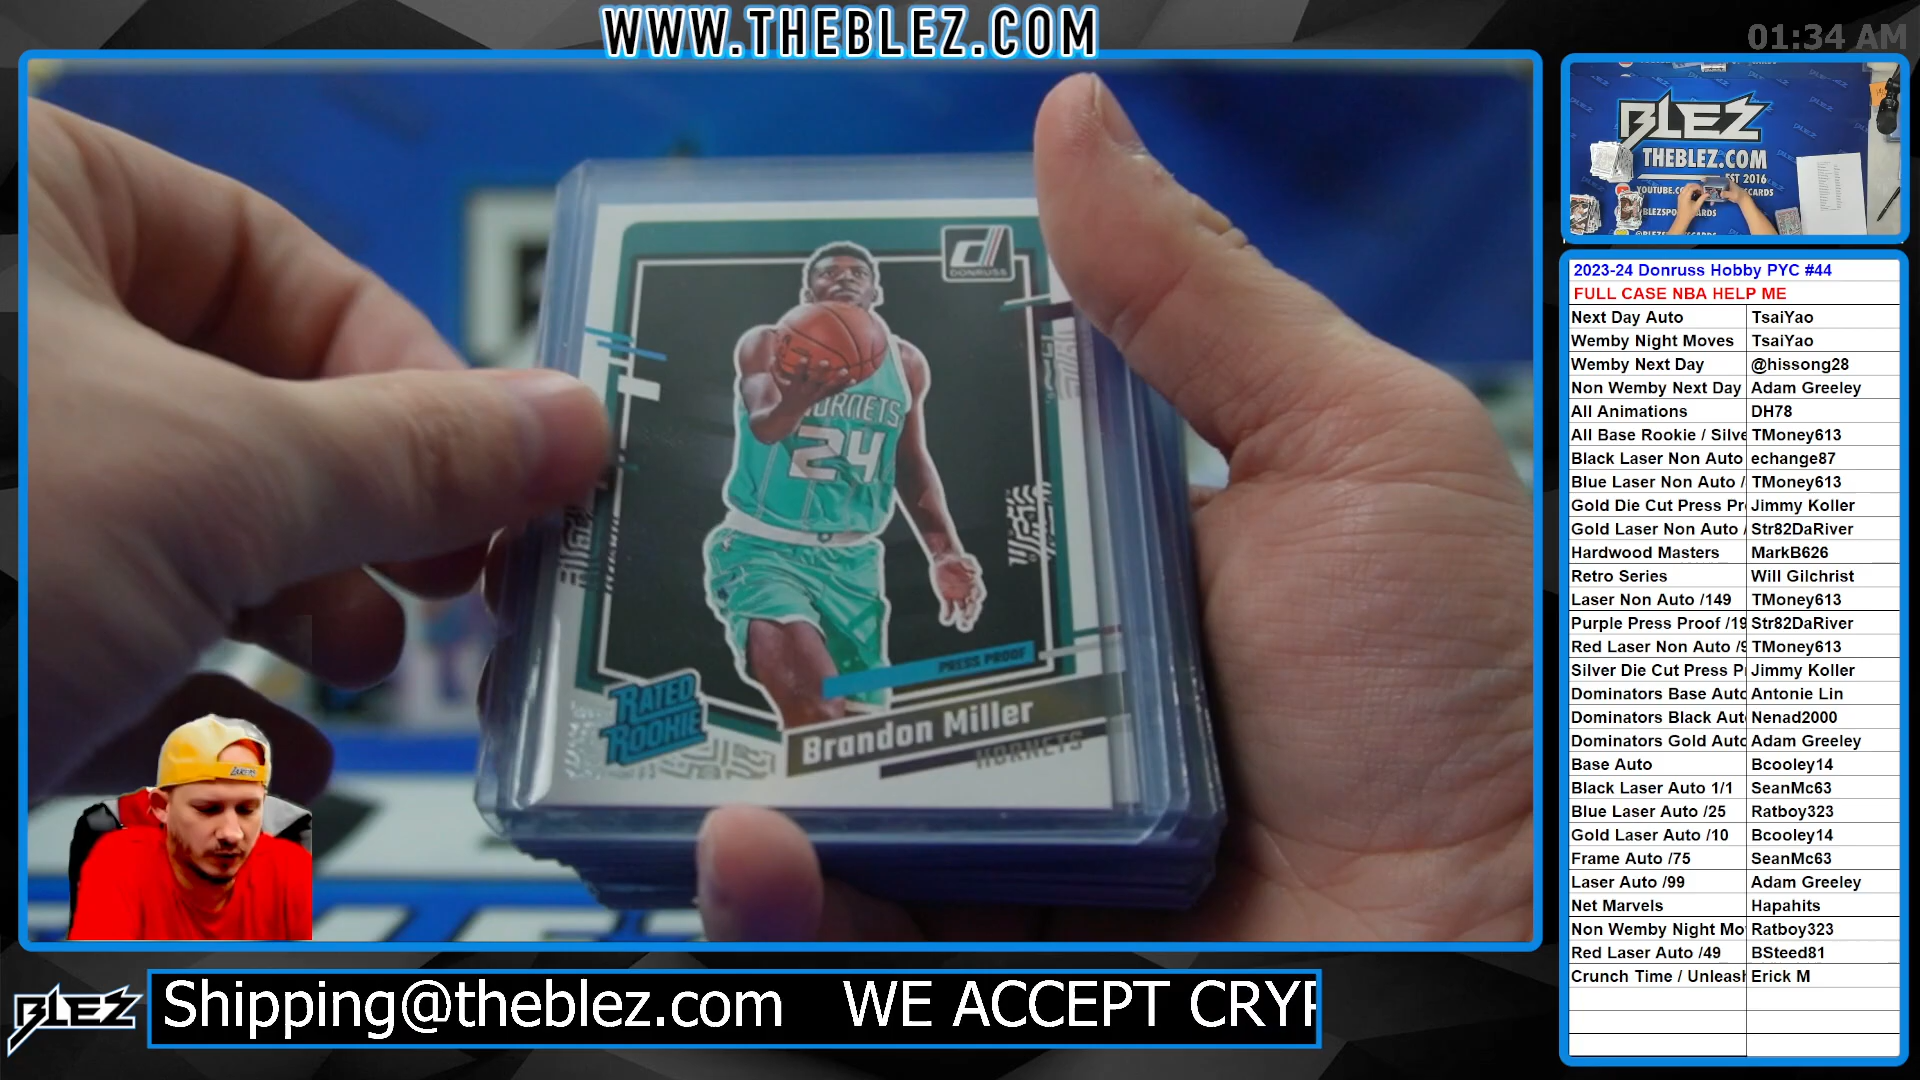 WWW.THEBLEZ.COM
01:34 AM
BLEZ
THEBLEZ.COM
EST 2016
DONRUSS
HORNETS
24
PRESS PROOF
RATED
ROOKIE
Brandon Miller
HORNETS
2023-24 Donruss Hobby PYC #44
FULL CASE NBA HELP ME
Next Day Auto TsaiYao
Wemby Night Moves TsaiYao
Wemby Next Day @hissong28
Non Wemby Next Day Adam Greeley
All Animations DH78
All Base Rookie / Silve TMoney613
Black Laser Non Auto echange87
Blue Laser Non Auto / TMoney613
Gold Die Cut Press Pr Jimmy Koller
Gold Laser Non Auto / Str82DaRiver
Hardwood Masters MarkB626
Retro Series Will Gilchrist
Laser Non Auto /149 TMoney613
Purple Press Proof /19 Str82DaRiver
Red Laser Non Auto /9 TMoney613
Silver Die Cut Press P Jimmy Koller
Dominators Base Auto Antonie Lin
Dominators Black Aut Nenad2000
Dominators Gold Auto Adam Greeley
Base Auto Bcooley14
Black Laser Auto 1/1 SeanMc63
Blue Laser Auto /25 Ratboy323
Gold Laser Auto /10 Bcooley14
Frame Auto /75 SeanMc63
Laser Auto /99 Adam Greeley
Net Marvels Hapahits
Non Wemby Night Mo Ratboy323
Red Laser Auto /49 BSteed81
Crunch Time / Unleash Erick M
BLEZ
Shipping@theblez.com WE ACCEPT CRYP